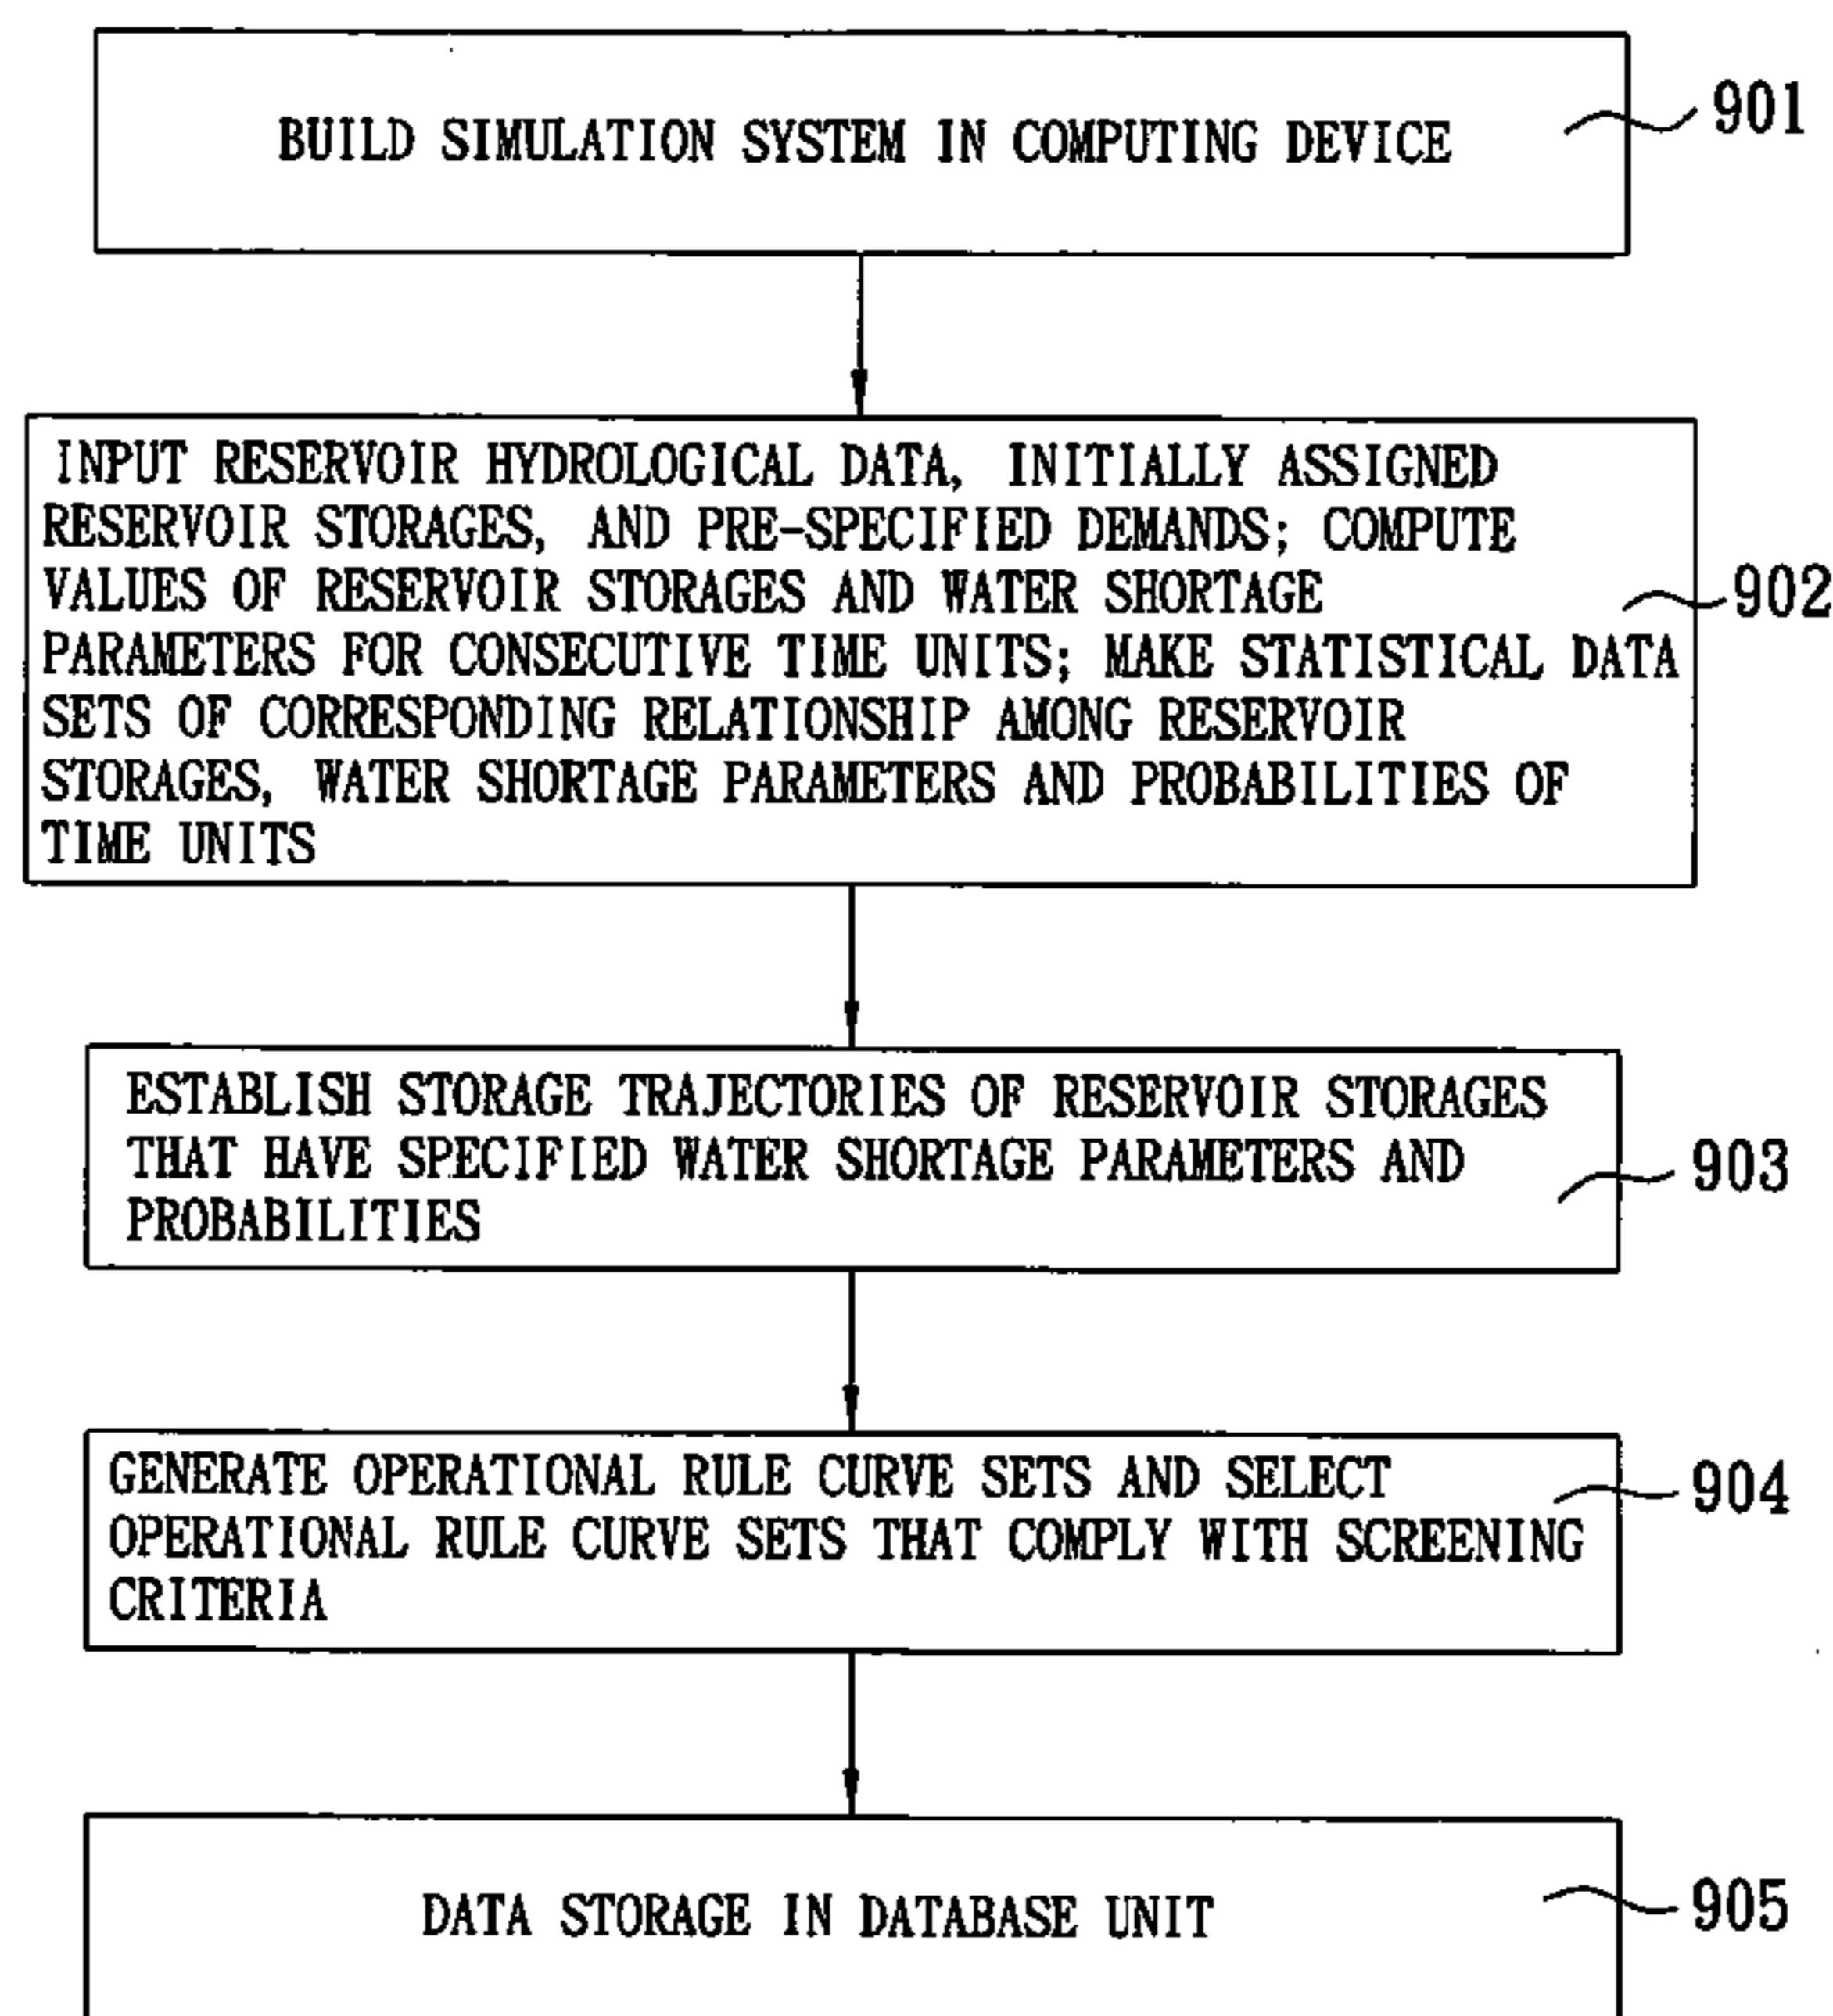 BUILD SIMULATION SYSTEM IN COMPUTING DEVICE
901
INPUT RESERVOIR HYDROLOGICAL DATA, INITIALLY ASSIGNED
RESERVOIR STORAGES, AND PRE-SPECIFIED DEMANDS; COMPUTE
VALUES OF RESERVOIR STORAGES AND WATER SHORTAGE
PARAMETERS FOR CONSECUTIVE TIME UNITS; MAKE STATISTICAL DATA
SETS OF CORRESPONDING RELATIONSHIP AMONG RESERVOIR
STORAGES, WATER SHORTAGE PARAMETERS AND PROBABILITIES OF
TIME UNITS
902
ESTABLISH STORAGE TRAJECTORIES OF RESERVOIR STORAGES
THAT HAVE SPECIFIED WATER SHORTAGE PARAMETERS AND
PROBABILITIES
903
GENERATE OPERATIONAL RULE CURVE SETS AND SELECT
OPERATIONAL RULE CURVE SETS THAT COMPLY WITH SCREENING
CRITERIA
904
DATA STORAGE IN DATABASE UNIT
905